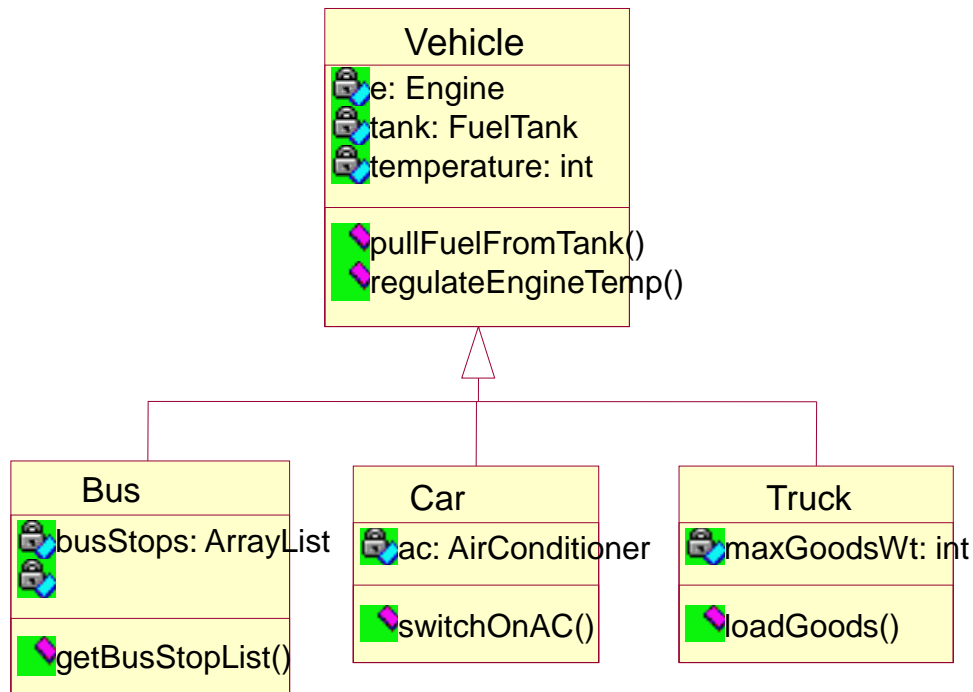 Vehicle
e: Engine
tank: FuelTank
temperature: int
pullFuelFromTank()
regulateEngineTemp()
Bus
busStops: ArrayList
getBusStopList()
Car
ac: AirConditioner
switchOnAC()
Truck
maxGoodsWt: int
loadGoods()